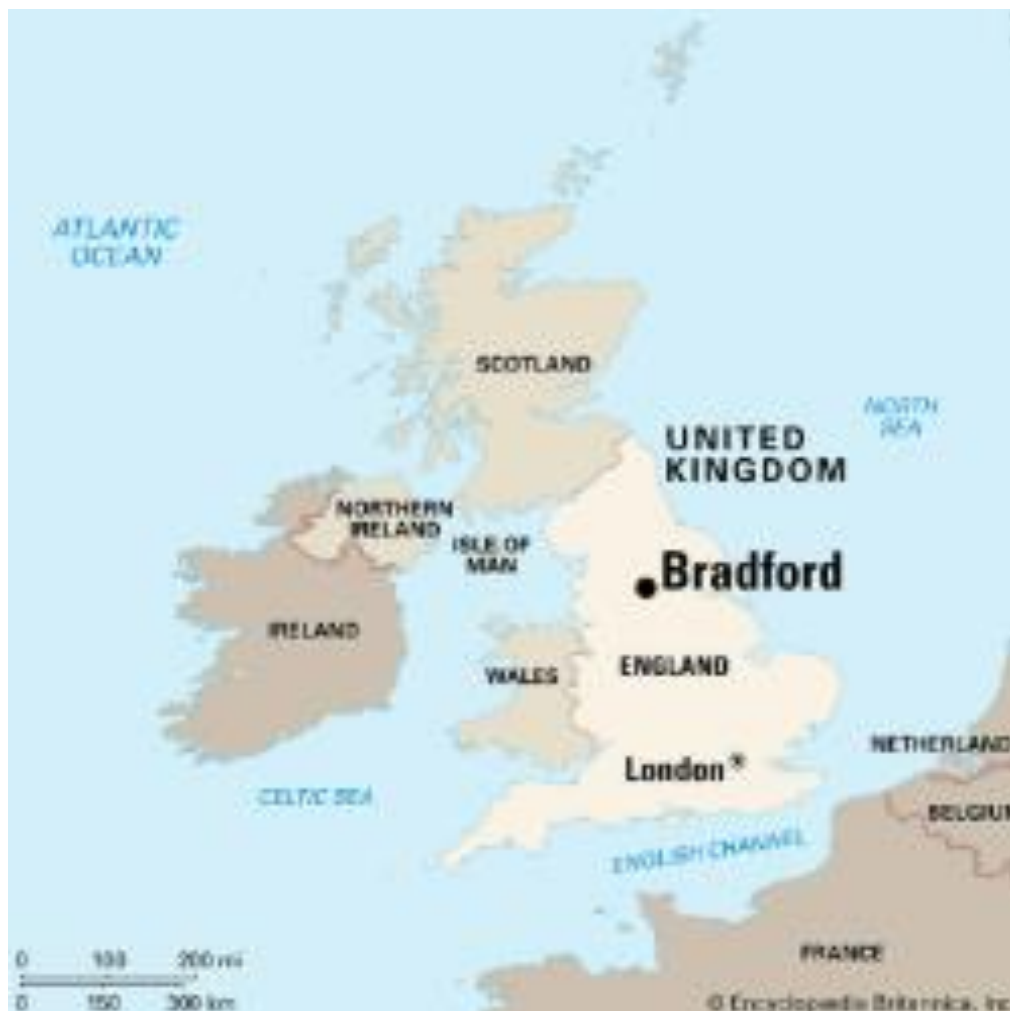 ATLANTIC
OCEAN
SCOTLAND
NORTH
SEA
UNITED
KINGDOM
NORTHERN
IRELAND
ISLE OF
MAN
Bradford
IRELAND
ENGLAND
WALES
NETHERLAND
London*
CELTIC SEA
BELGIUM
ENGLISH CHANNEL
FRANCE
0 100 200 mi
0 150 300 km
© Encyclopædia Britannica, Inc